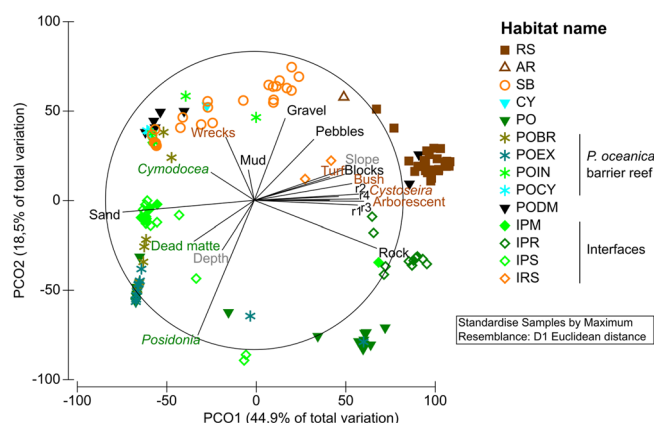 100
50
0
-50
-100
PCO2 (18,5% of total variation)
-100
-50
0
50
100
PCO1 (44,9% of total variation)
Wrecks
Gravel
Pebbles
Mud
Cymodocea
Slope
Turf
Blocks
Bush
r2
Cystoseira
r4
Arborescent
r1
r3
Sand
Dead matte
Depth
Rock
Posidonia
Habitat name
RS
AR
SB
CY
PO
POBR
POEX
POIN
POCY
PODM
IPM
IPR
IPS
IRS
P. oceanica
barrier reef
Interfaces
Standardise Samples by Maximum
Resemblance: D1 Euclidean distance